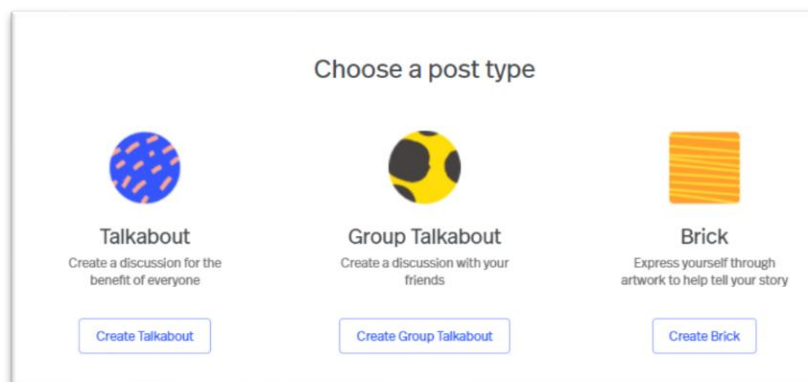 Choose a post type
Talkabout
Create a discussion for the
benefit of everyone
Create Talkabout
Group Talkabout
Create a discussion with your
friends
Create Group Talkabout
Brick
Express yourself through
artwork to help tell your story
Create Brick